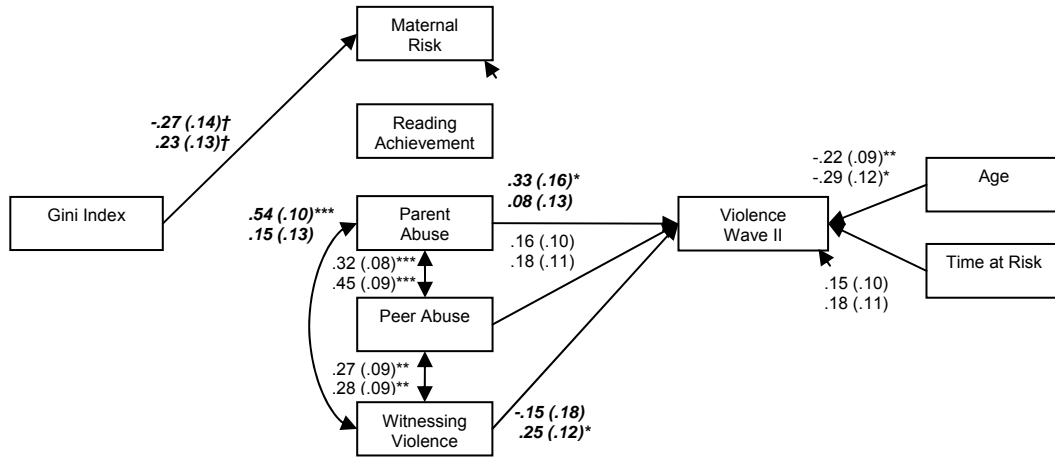 Maternal
Risk
-.27 (.14)†
.23 (.13)†
Reading
Achievement
Gini Index
.54 (.10)***
.15 (.13)
Parent
Abuse
.33 (.16)*
.08 (.13)
.16 (.10)
.18 (.11)
.32 (.08)***
.45 (.09)***
Peer Abuse
.27 (.09)**
.28 (.09)**
Witnessing
Violence
-.15 (.18)
.25 (.12)*
Violence
Wave II
-.22 (.09)**
-.29 (.12)*
Age
Time at Risk
.15 (.10)
.18 (.11)